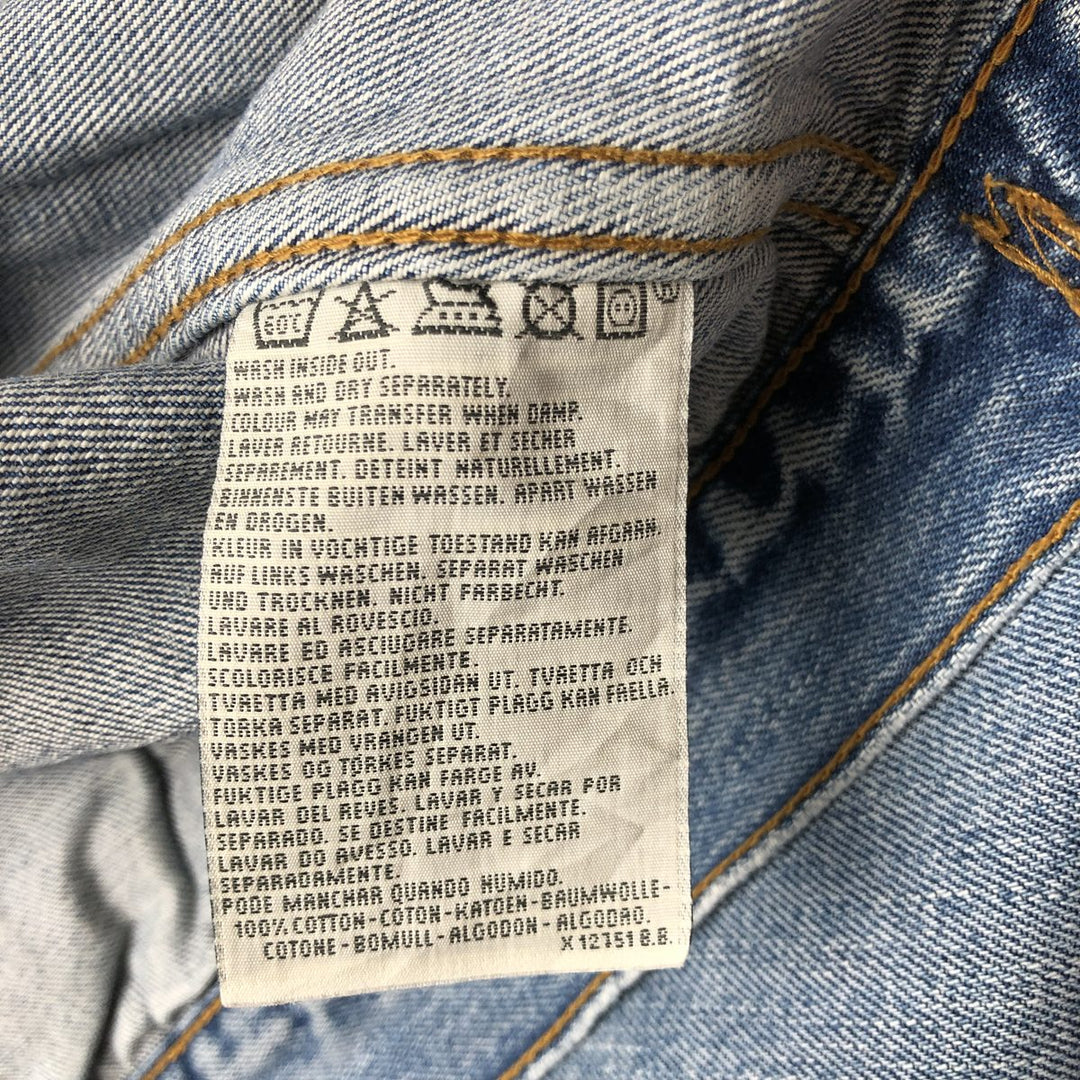 60C
WASH INSIDE OUT.
WASH AND DRY SEPARATELY.
COLOUR MAY TRANSFER WHEN DAMP.
LAVER RETOURNE. LAVER ET SECHER
SEPAREMENT. DETEINT NATURELLEMENT.
BINNENSTE BUITEN WASSEN. APART WASSEN
EN DROGEN.
KLEUR IN VOCHTIGE TOESTAND KAN AFGAAN.
AUF LINKS WASCHEN. SEPARAT WASCHEN
UND TROCKNEN. NICHT FARBECHT.
LAVARE AL ROVESCIO.
LAVARE ED ASCIUGARE SEPARATAMENTE.
SCOLORISCE FACILMENTE.
TVAETTA MED AVIGSIDAN UT. TVAETTA OCH
TORKA SEPARAT. FUKTIGT PLAGG KAN FAELLA.
VASKES MED VRANGEN UT.
VASKES OG TORKES SEPARAT.
FUKTIGE PLAGG KAN FARGE AV.
LAVAR DEL REVES. LAVAR Y SECAR POR
SEPARADO. SE DESTINE FACILMENTE.
LAVAR DO AVESSO. LAVAR E SECAR
SEPARADAMENTE.
PODE MANCHAR QUANDO HUMIDO.
100% COTTON-COTON-KATOEN-BAUMWOLLE-
COTONE-BOMULL-ALGODON-ALGODAO.
X 12751 B.B.